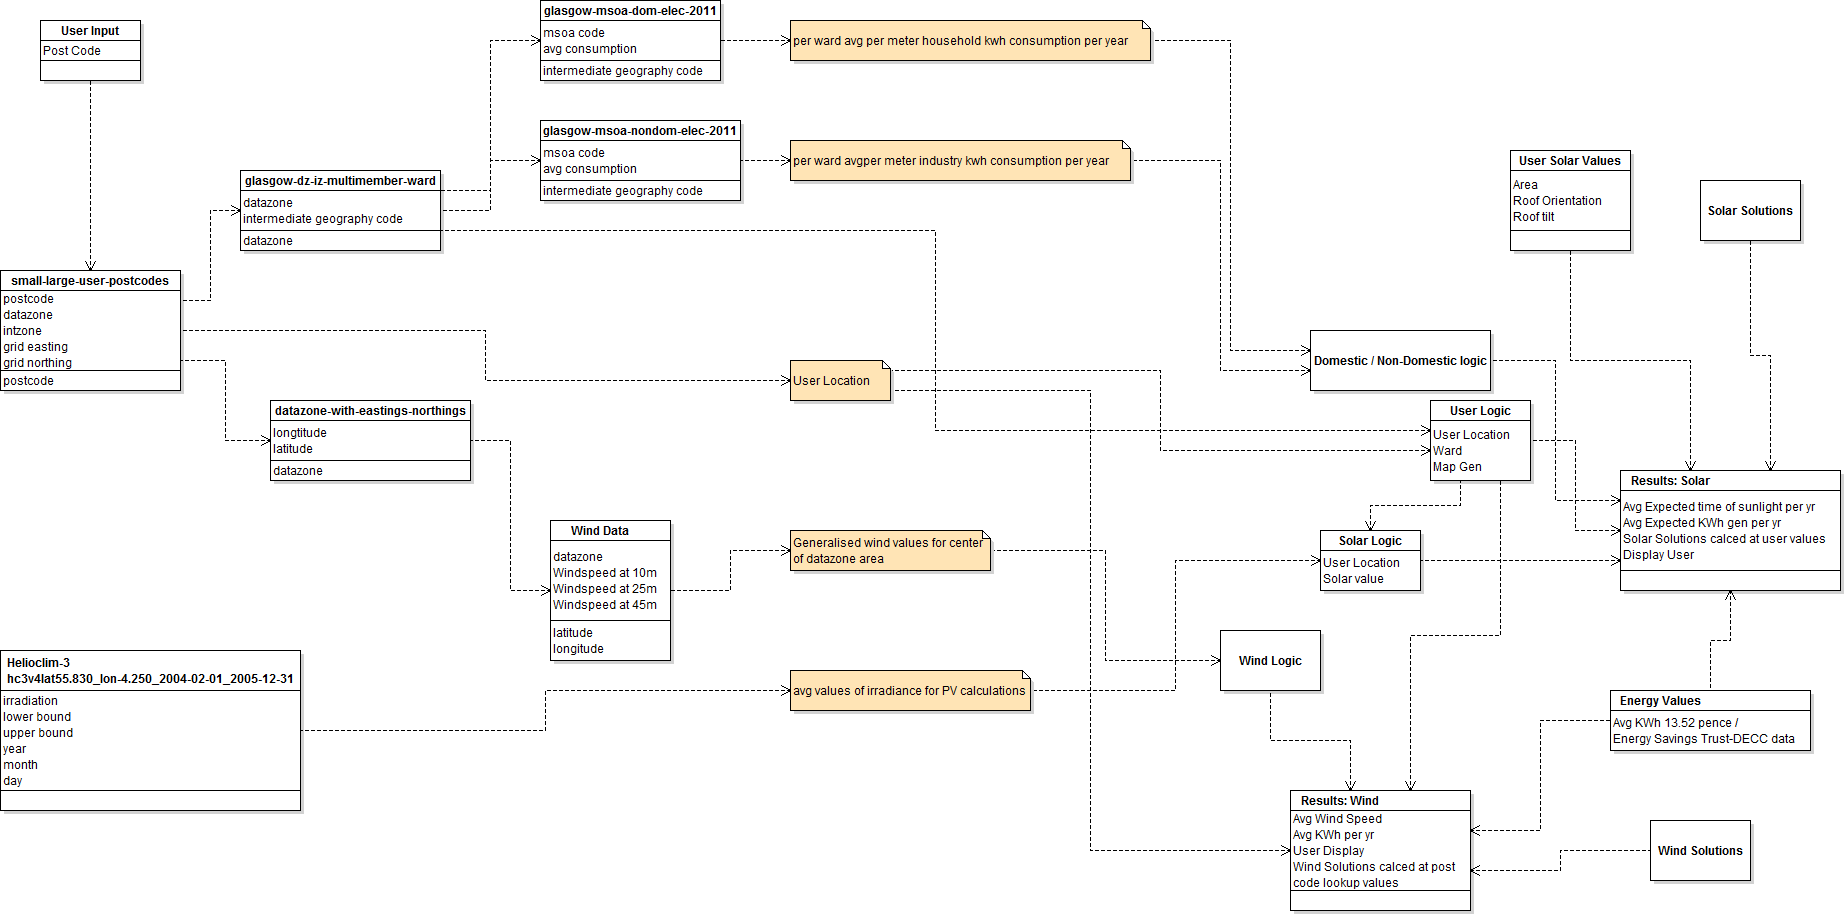 User Input
Post Code
glasgow-msoa-dom-elec-2011
msoa code
avg consumption
intermediate geography code
per ward avg per meter household kwh consumption per year
glasgow-msoa-nondom-elec-2011
msoa code
avg consumption
intermediate geography code
per ward avgper meter industry kwh consumption per year
glasgow-dz-iz-multimember-ward
datazone
intermediate geography code
datazone
User Solar Values
Area
Roof Orientation
Roof tilt
Solar Solutions
small-large-user-postcodes
postcode
datazone
intzone
grid easting
grid northing
postcode
User Location
Domestic / Non-Domestic logic
datazone-with-eastings-northings
longtitude
latitude
datazone
User Logic
User Location
Ward
Map Gen
Results: Solar
Avg Expected time of sunlight per yr
Avg Expected KWh gen per yr
Solar Solutions calced at user values
Display User
Wind Data
datazone
Windspeed at 10m
Windspeed at 25m
Windspeed at 45m
latitude
longitude
Generalised wind values for center
of datazone area
Solar Logic
User Location
Solar value
Wind Logic
Helioclim-3
hc3v4lat55.830_lon-4.250_2004-02-01_2005-12-31
irradiation
lower bound
upper bound
year
month
day
avg values of irradiance for PV calculations
Energy Values
Avg KWh 13.52 pence /
Energy Savings Trust-DECC data
Results: Wind
Avg Wind Speed
Avg KWh per yr
User Display
Wind Solutions calced at post
code lookup values
Wind Solutions